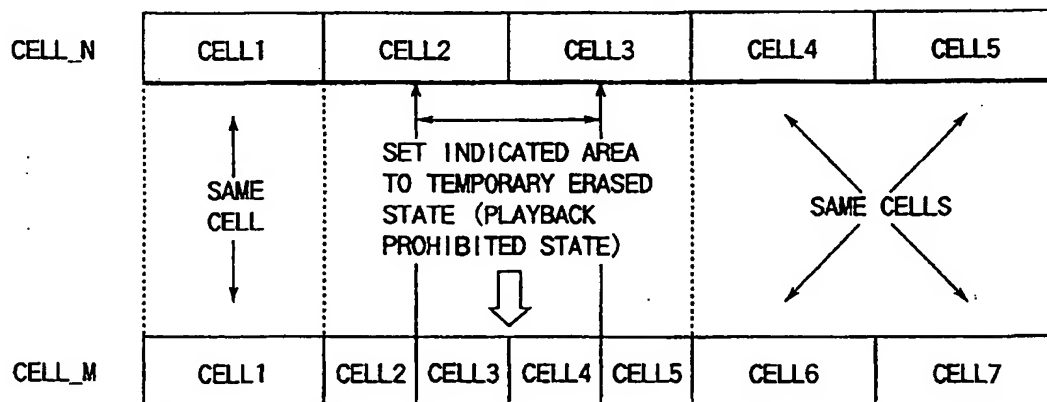 CELL_N CELL1 CELL2 CELL3 CELL4 CELL5
SET INDICATED AREA
TO TEMPORARY ERASED
STATE (PLAYBACK
PROHIBITED STATE)
SAME
CELL
SAME CELLS
CELL_M CELL1 CELL2 CELL3 CELL4 CELL5 CELL6 CELL7